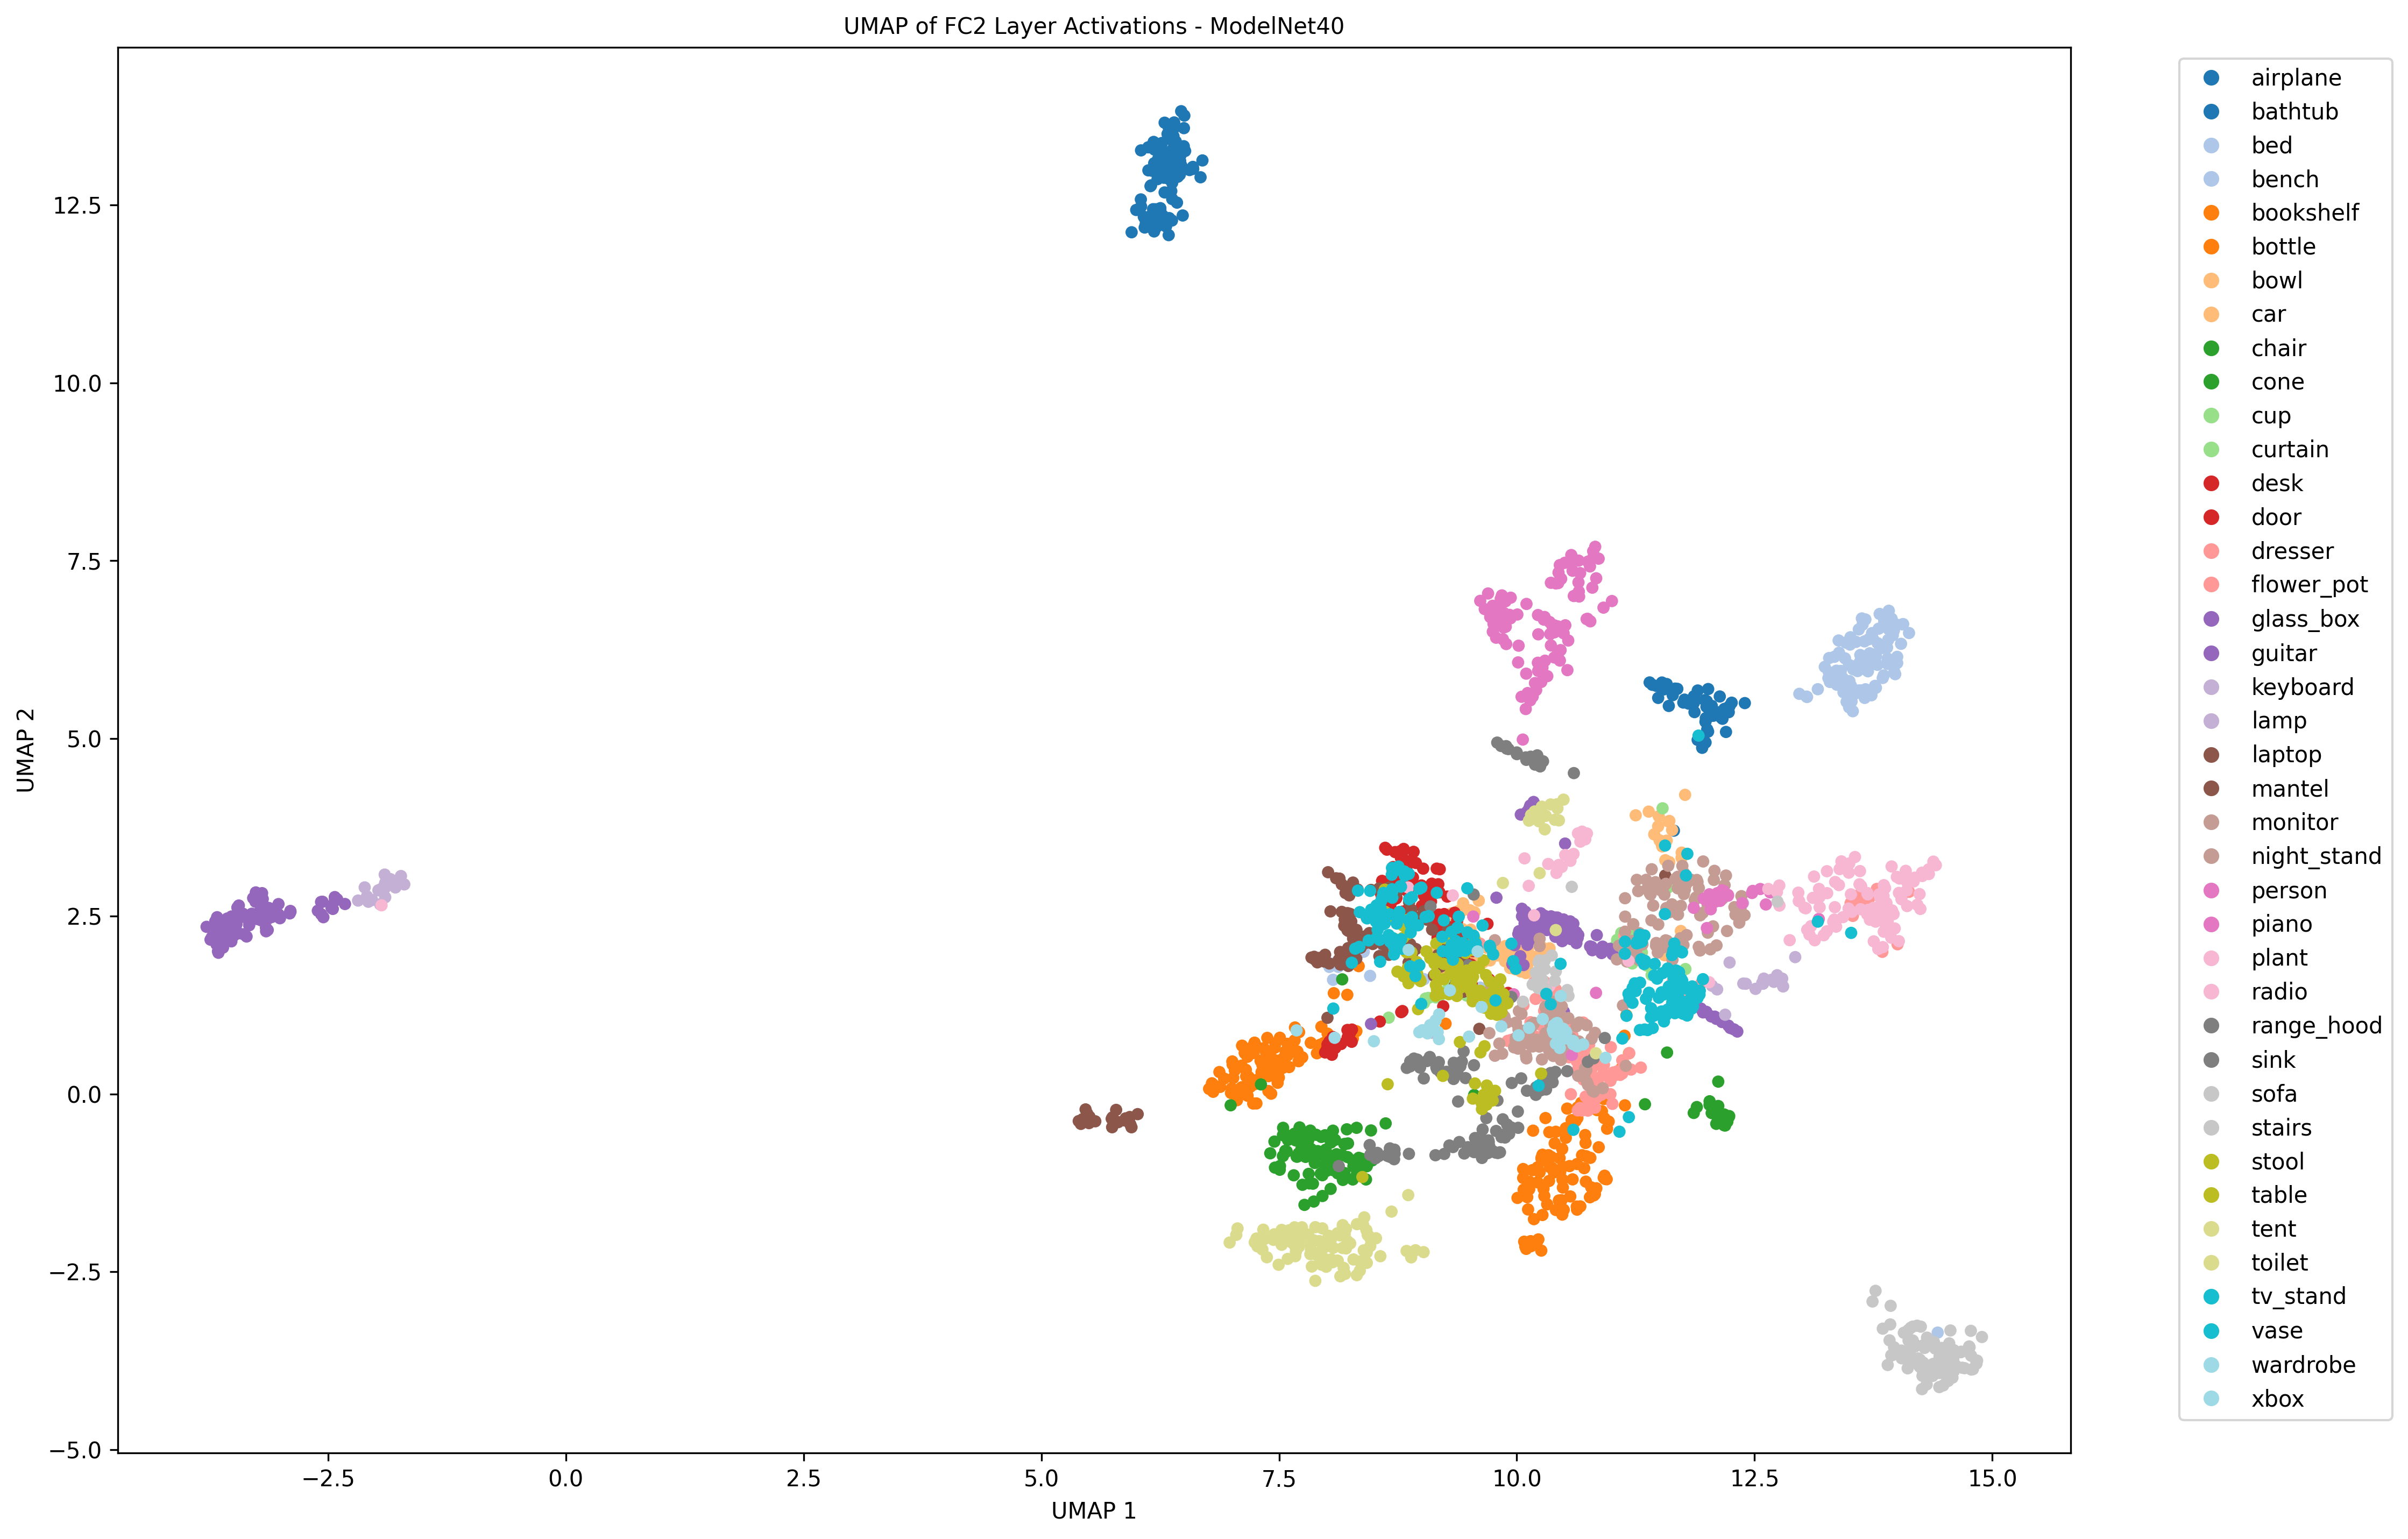 UMAP of FC2 Layer Activations - ModelNet40
UMAP 2
12.5
10.0
7.5
5.0
2.5
0.0
−2.5
−5.0
−2.5
0.0
2.5
5.0
7.5
10.0
12.5
15.0
UMAP 1
airplane
bathtub
bed
bench
bookshelf
bottle
bowl
car
chair
cone
cup
curtain
desk
door
dresser
flower_pot
glass_box
guitar
keyboard
lamp
laptop
mantel
monitor
night_stand
person
piano
plant
radio
range_hood
sink
sofa
stairs
stool
table
tent
toilet
tv_stand
vase
wardrobe
xbox